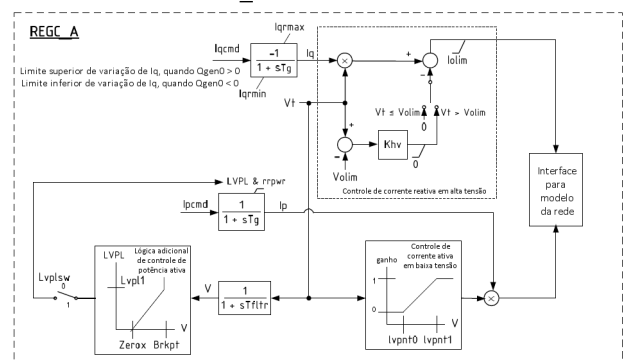 REGC_A
Iqrmax
Iqcmd
-1
1 + sTg
Iq
Iqrmin
Limite superior de variação de Iq, quando Qgen0 > 0
Limite inferior de variação de Iq, quando Qgen0 < 0
×
+
-
Iolim
Vt
Vt ≤ Volim
Vt > Volim
0
+
-
Khv
0
Volim
Controle de corrente reativa em alta tensão
Interface
para
modelo
da rede
LVPL & rrpwr
Ipcmd
1
1 + sTg
Ip
Lvplsw
0
1
LVPL
Lógica adicional
de controle de
potência ativa
Lvpl1
V
Zerox Brkpt
V
1
1 + sTfltr
Controle de
corrente ativa
em baixa tensão
ganho
1
0
V
lvpnt0 lvpnt1
×